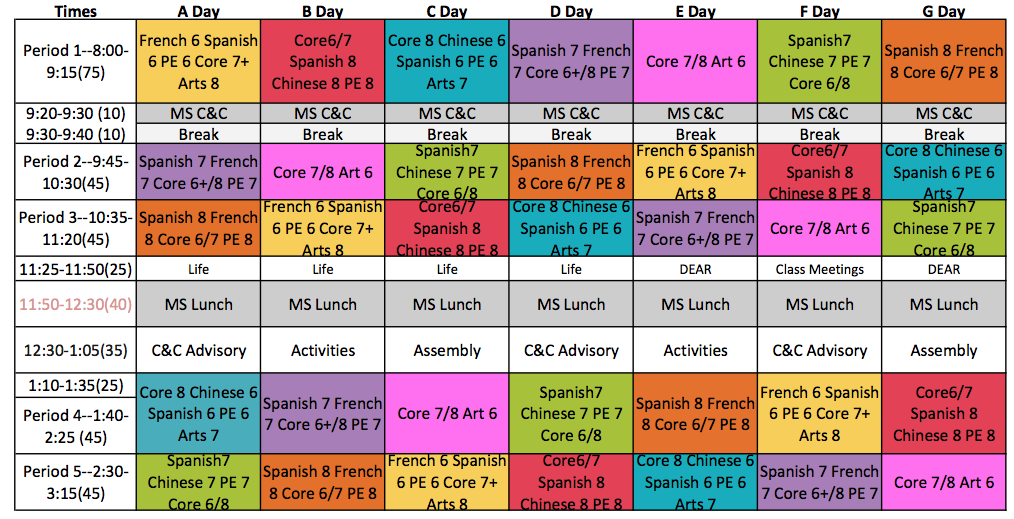 Times
A Day
B Day
C Day
D Day
E Day
F Day
G Day
Period 1--8:00-
9:15(75)
French 6 Spanish
6 PE 6 Core 7+
Arts 8
Core6/7
Spanish 8
Chinese 8 PE 8
Core 8 Chinese 6
Spanish 6 PE 6
Arts 7
Spanish 7 French
7 Core 6+/8 PE 7
Core 7/8 Art 6
Spanish7
Chinese 7 PE 7
Core 6/8
Spanish 8 French
8 Core 6/7 PE 8
9:20-9:30 (10)
MS C&C
MS C&C
MS C&C
MS C&C
MS C&C
MS C&C
MS C&C
9:30-9:40 (10)
Break
Break
Break
Break
Break
Break
Break
Period 2--9:45-
10:30(45)
Spanish 7 French
7 Core 6+/8 PE 7
Core 7/8 Art 6
Spanish7
Chinese 7 PE 7
Core 6/8
Spanish 8 French
8 Core 6/7 PE 8
French 6 Spanish
6 PE 6 Core 7+
Arts 8
Core6/7
Spanish 8
Chinese 8 PE 8
Core 8 Chinese 6
Spanish 6 PE 6
Arts 7
Period 3--10:35-
11:20(45)
Spanish 8 French
8 Core 6/7 PE 8
French 6 Spanish
6 PE 6 Core 7+
Arts 8
Core6/7
Spanish 8
Chinese 8 PE 8
Core 8 Chinese 6
Spanish 6 PE 6
Arts 7
Spanish 7 French
7 Core 6+/8 PE 7
Core 7/8 Art 6
Spanish7
Chinese 7 PE 7
Core 6/8
11:25-11:50(25)
Life
Life
Life
Life
DEAR
Class Meetings
DEAR
11:50-12:30(40)
MS Lunch
MS Lunch
MS Lunch
MS Lunch
MS Lunch
MS Lunch
MS Lunch
12:30-1:05(35)
C&C Advisory
Activities
Assembly
C&C Advisory
Activities
C&C Advisory
Assembly
1:10-1:35(25)
Period 4--1:40-
2:25 (45)
Core 8 Chinese 6
Spanish 6 PE 6
Arts 7
Spanish 7 French
7 Core 6+/8 PE 7
Core 7/8 Art 6
Spanish7
Chinese 7 PE 7
Core 6/8
Spanish 8 French
8 Core 6/7 PE 8
French 6 Spanish
6 PE 6 Core 7+
Arts 8
Core6/7
Spanish 8
Chinese 8 PE 8
Period 5--2:30-
3:15(45)
Spanish7
Chinese 7 PE 7
Core 6/8
Spanish 8 French
8 Core 6/7 PE 8
French 6 Spanish
6 PE 6 Core 7+
Arts 8
Core6/7
Spanish 8
Chinese 8 PE 8
Core 8 Chinese 6
Spanish 6 PE 6
Arts 7
Spanish 7 French
7 Core 6+/8 PE 7
Core 7/8 Art 6